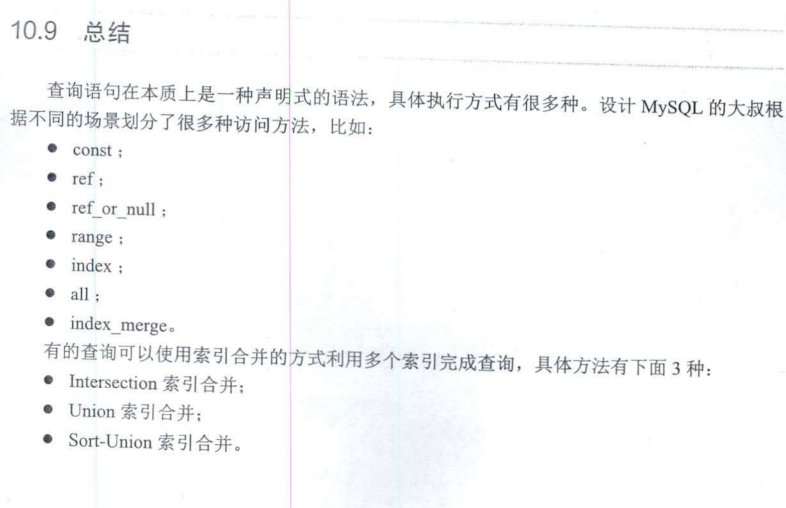 10.9 总结
查询语句在本质上是一种声明式的语法，具体执行方式有很多种。设计 MySQL 的大叔根
据不同的场景划分了很多种访问方法，比如：
● const；
● ref；
● ref_or_null；
● range；
● index；
● all；
● index_merge。
有的查询可以使用索引合并的方式利用多个索引完成查询，具体方法有下面 3 种：
● Intersection 索引合并；
● Union 索引合并；
● Sort-Union 索引合并。